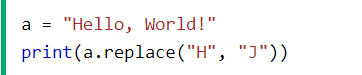 a = "Hello, World!"
print(a.replace("H", "J"))